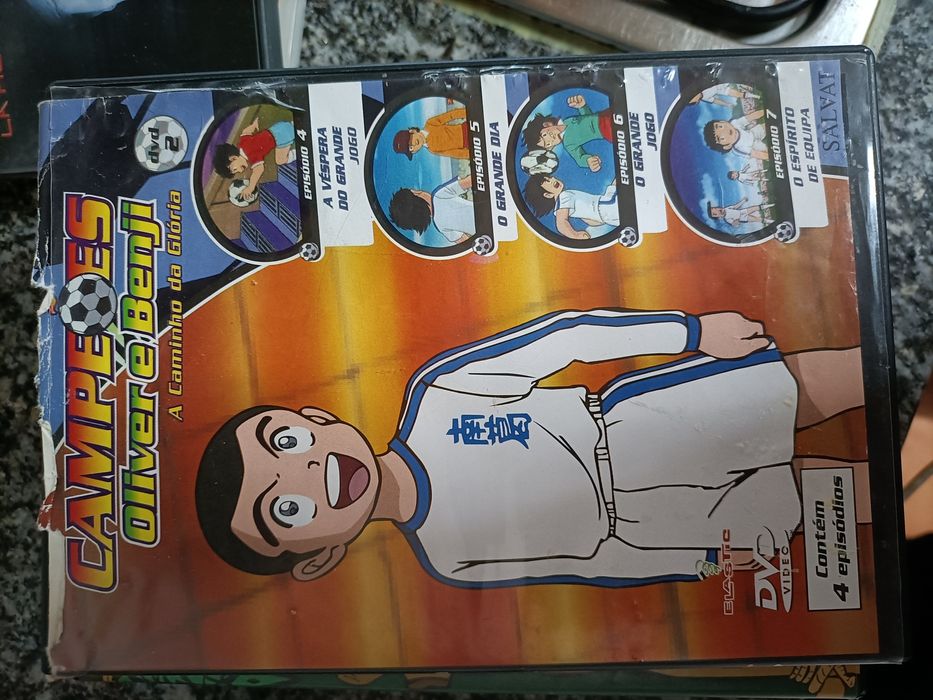 CAMPEÕES
Oliver e Benji
A Caminho da Glória
dvd
2
EPISÓDIO 4
A VÉSPERA
DO GRANDE
JOGO
EPISÓDIO 5
O GRANDE DIA
EPISÓDIO 6
O GRANDE
JOGO
EPISÓDIO 7
O ESPÍRITO
DE EQUIPA
SALVAT
南葛
ELASTIC
DVD
VIDEO
Contém
4 episódios